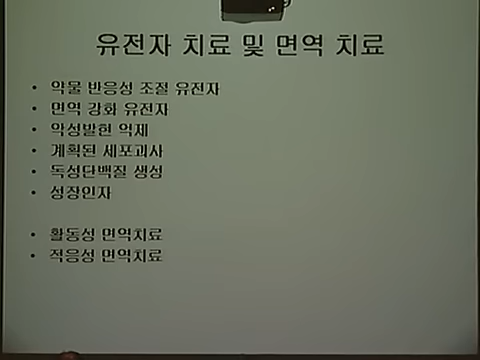 유전자 치료 및 면역 치료
• 약물 반응성 조절 유전자
• 면역 강화 유전자
• 악성발현 억제
• 계획된 세포괴사
• 독성단백질 생성
• 성장인자
• 활동성 면역치료
• 적응성 면역치료